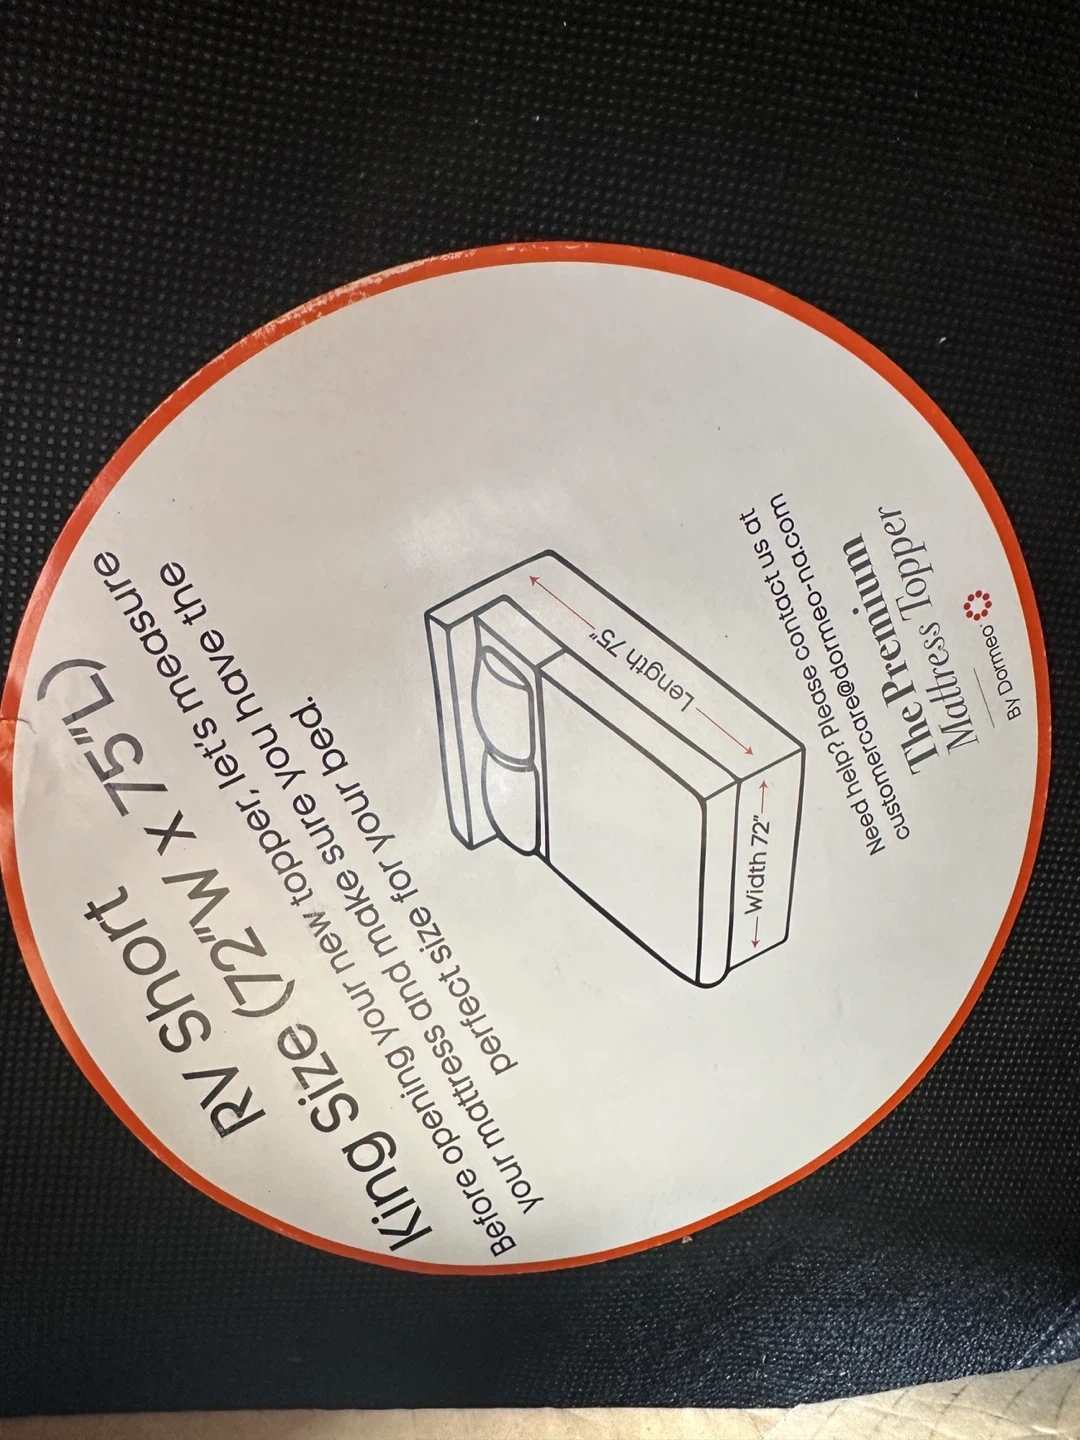 RV Short
King Size (72"W X 75"L)
Before opening your new topper, let's measure
your mattress and make sure you have the
perfect size for your bed.
Length 75"
Width 72"
Need help? Please contact us at
customercare@dormeo-na.com
The Premium
Mattress Topper
By Dormeo